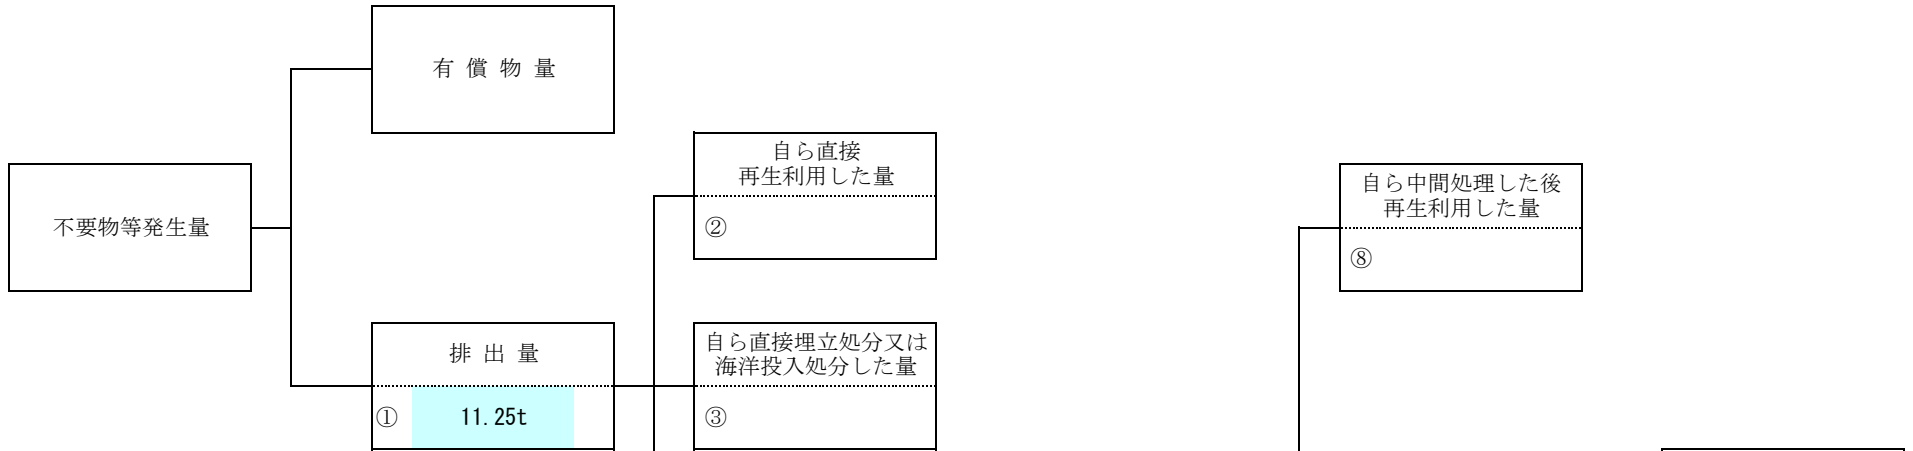 有 償 物 量
自ら直接
再生利用した量
②
不要物等発生量
自ら中間処理した後
再生利用した量
⑧
排 出 量
① 11.25t
自ら直接埋立処分又は
海洋投入処分した量
③